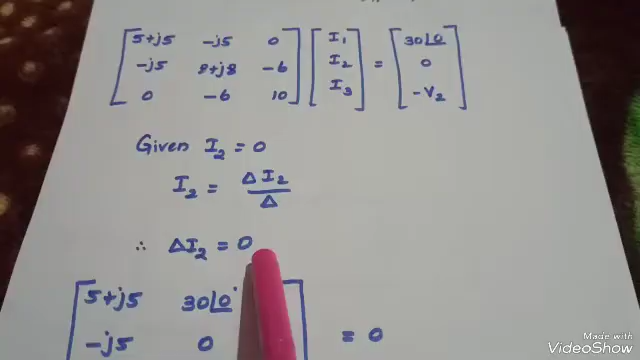 5+j5 -j5 0 I₁ 30∠0
-j5 8+j8 -6 I₂ = 0
0 -6 10 I₃ -V₂
Given I₂ = 0
I₂ = ΔI₂/Δ
∴ ΔI₂ = 0
5+j5 30∠0
-j5 0 = 0
Made with
VideoShow